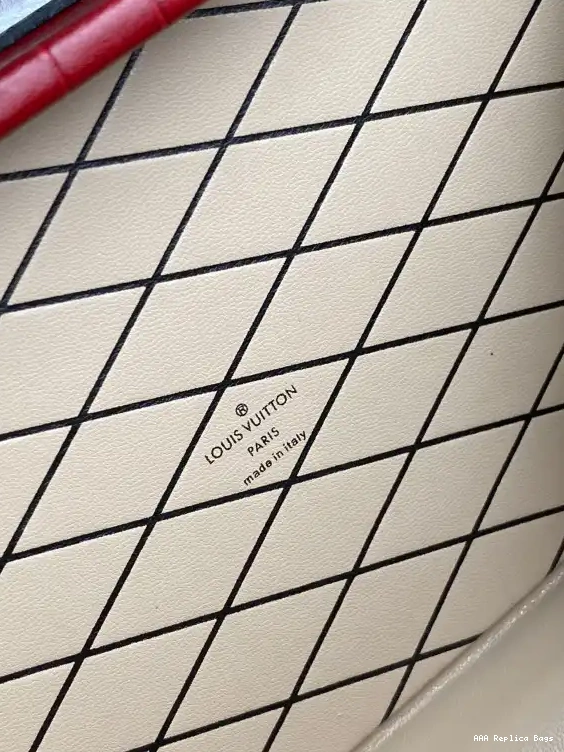 ®
LOUIS VUITTON
PARIS
made in italy
AAA Replica Bags